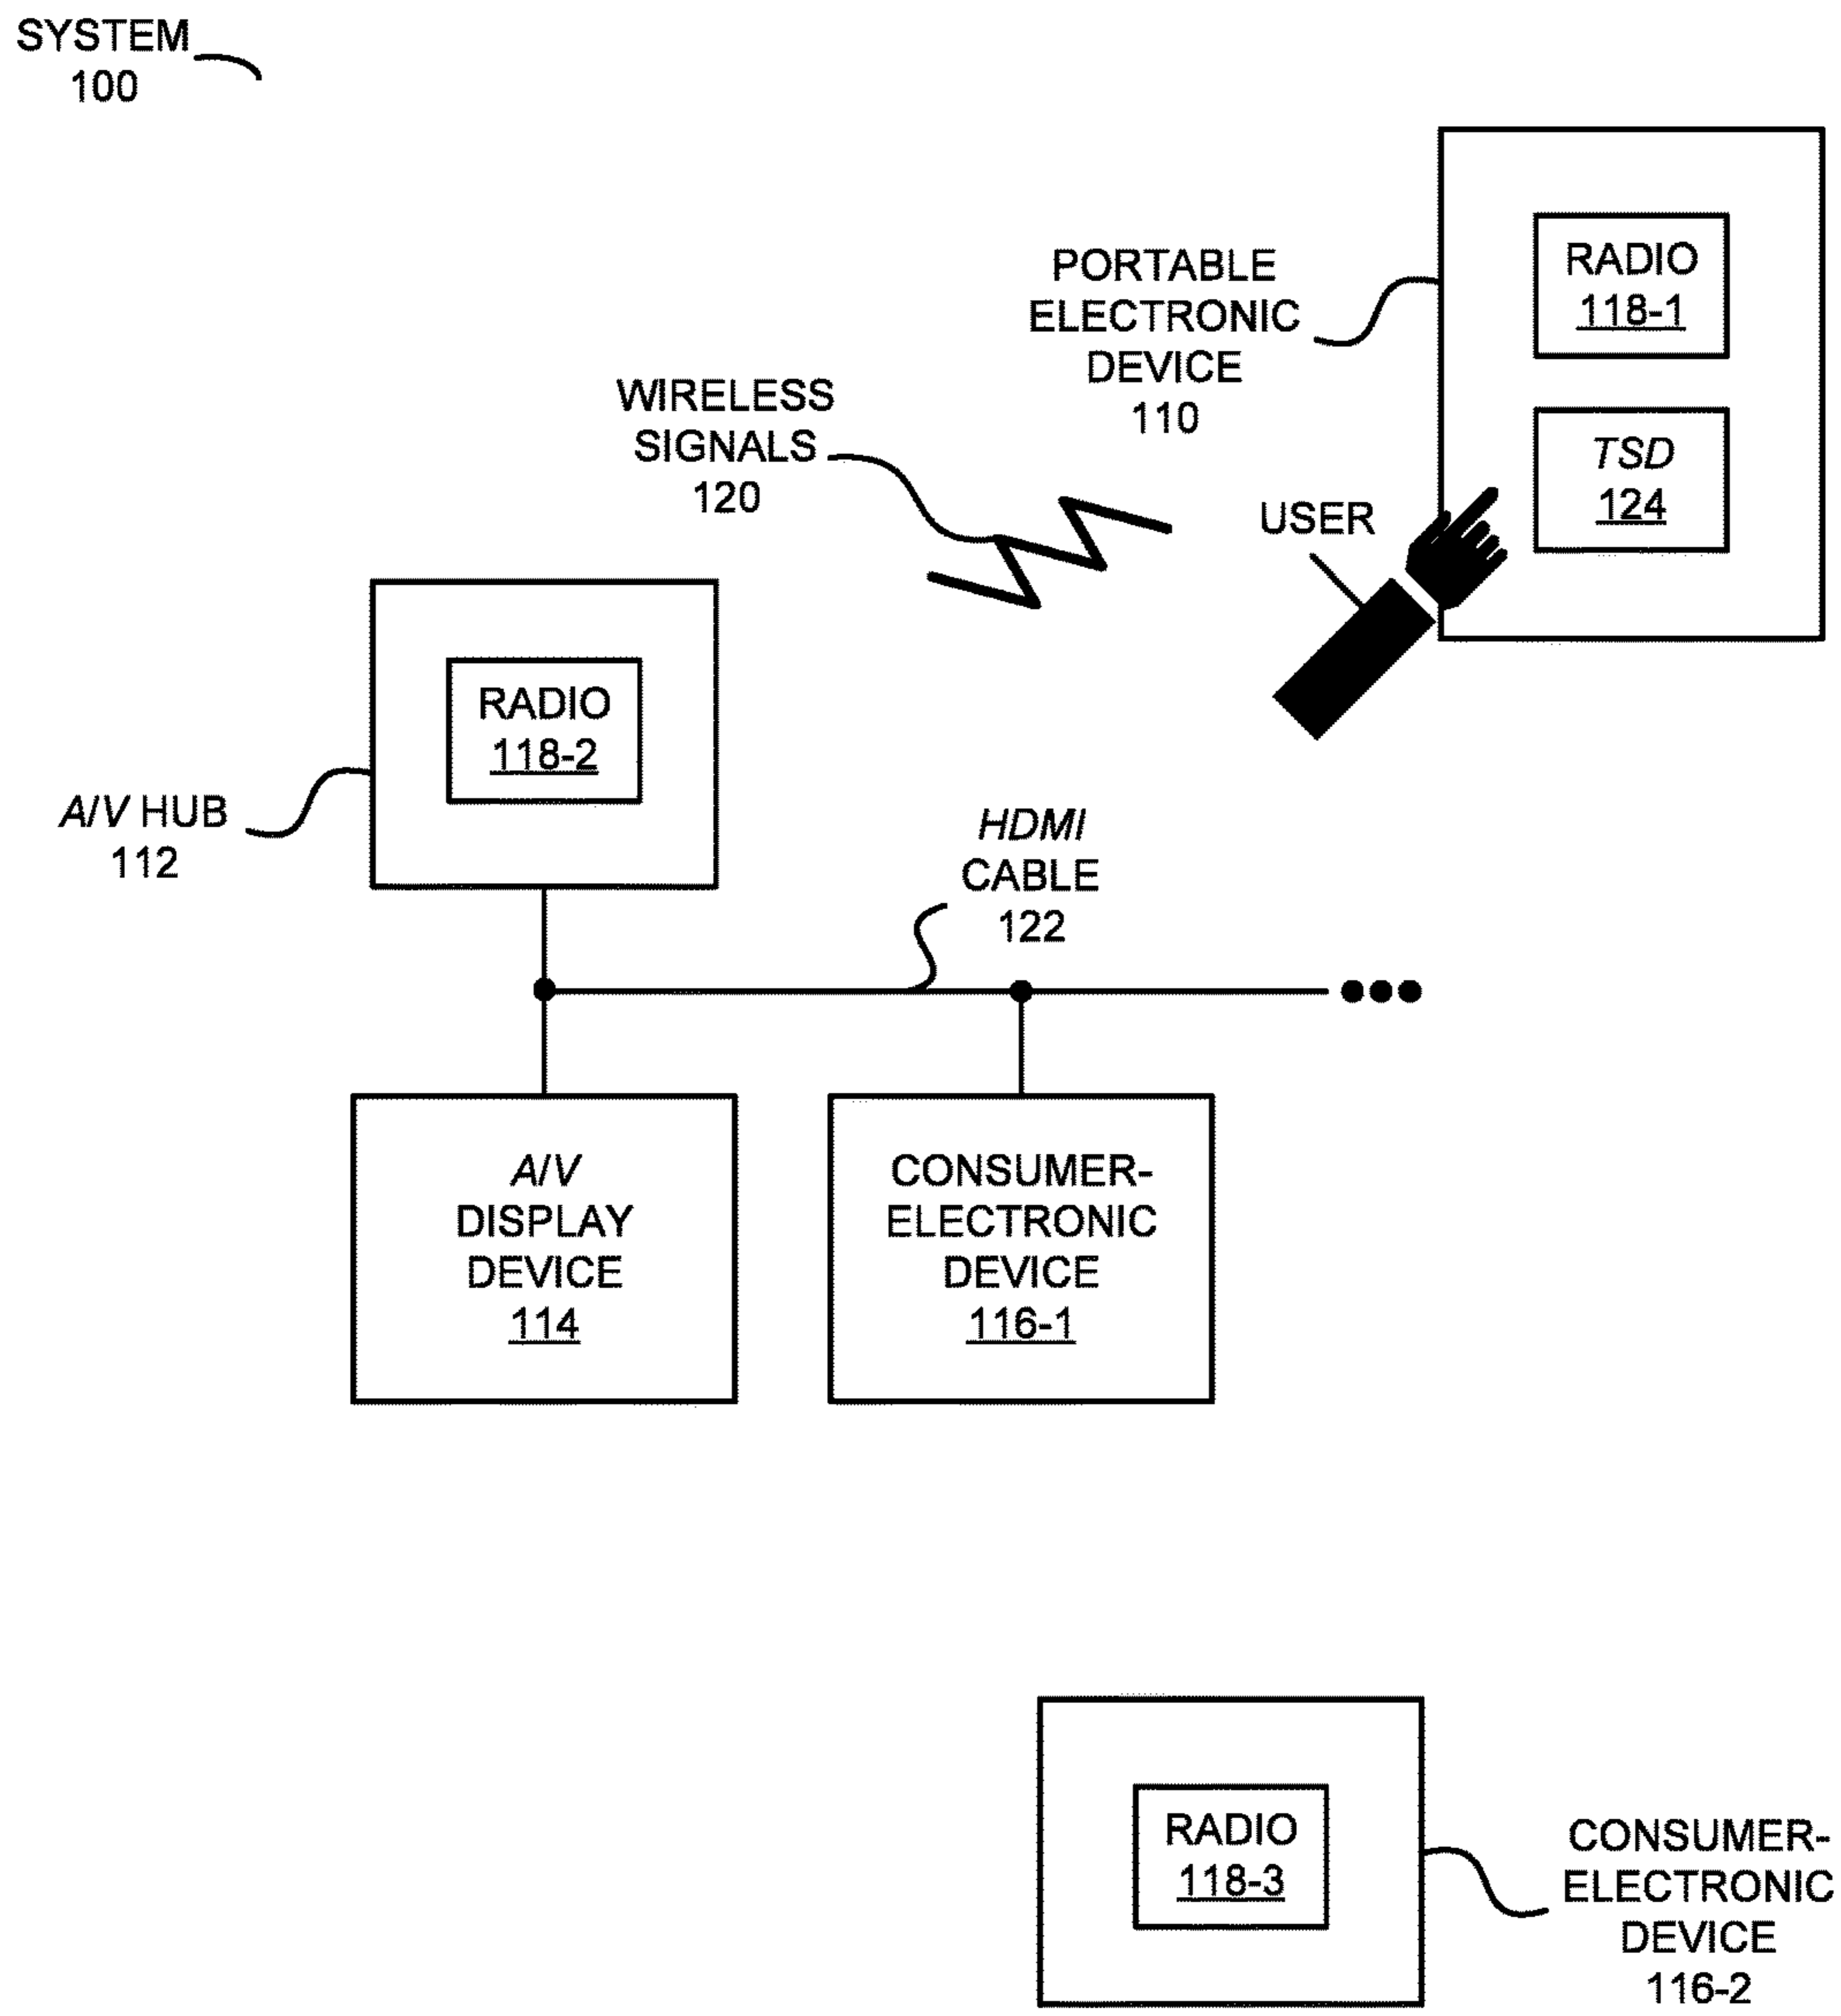 SYSTEM
100
PORTABLE
ELECTRONIC
DEVICE
110
RADIO
118-1
TSD
124
WIRELESS
SIGNALS
120
USER
RADIO
118-2
A/V HUB
112
HDMI
CABLE
122
A/V
DISPLAY
DEVICE
114
CONSUMER-
ELECTRONIC
DEVICE
116-1
RADIO
118-3
CONSUMER-
ELECTRONIC
DEVICE
116-2